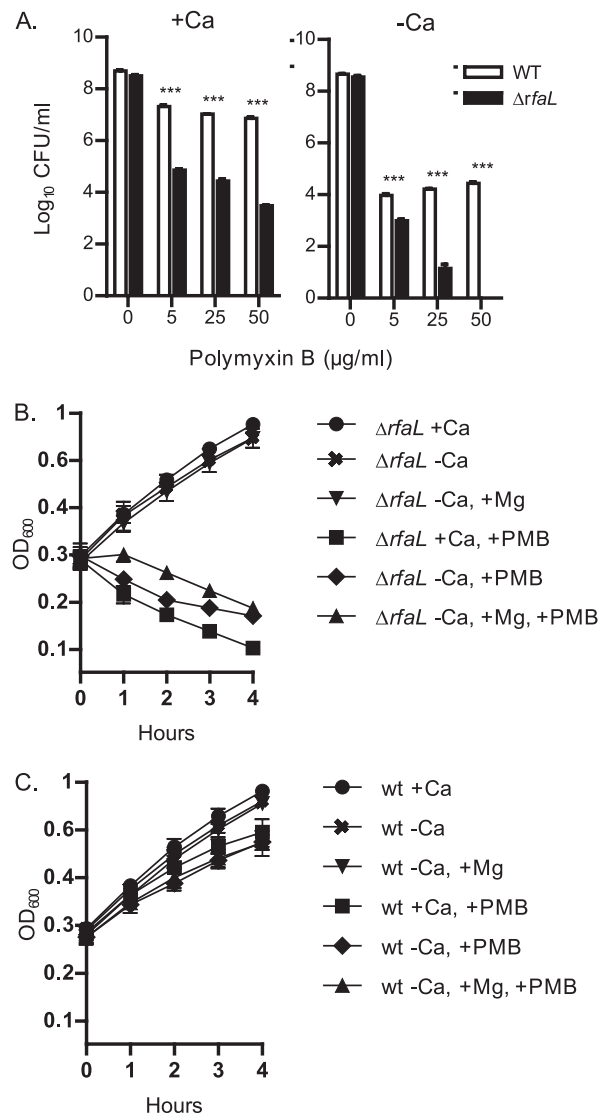 A.
+Ca
-Ca
Log₁₀ CFU/ml
10
8
6
4
2
0
*** *** ***
0 5 25 50
10
8
6
4
2
0
*** *** ***
0 5 25 50
WT
ΔrfaL
Polymyxin B (µg/ml)
B.
OD₆₀₀
1
0.6
0.4
0.3
0.2
0.1
0 1 2 3 4
Hours
ΔrfaL +Ca
ΔrfaL -Ca
ΔrfaL -Ca, +Mg
ΔrfaL +Ca, +PMB
ΔrfaL -Ca, +PMB
ΔrfaL -Ca, +Mg, +PMB
C.
OD₆₀₀
1
0.6
0.4
0.3
0.2
0.1
0 1 2 3 4
Hours
wt +Ca
wt -Ca
wt -Ca, +Mg
wt +Ca, +PMB
wt -Ca, +PMB
wt -Ca, +Mg, +PMB